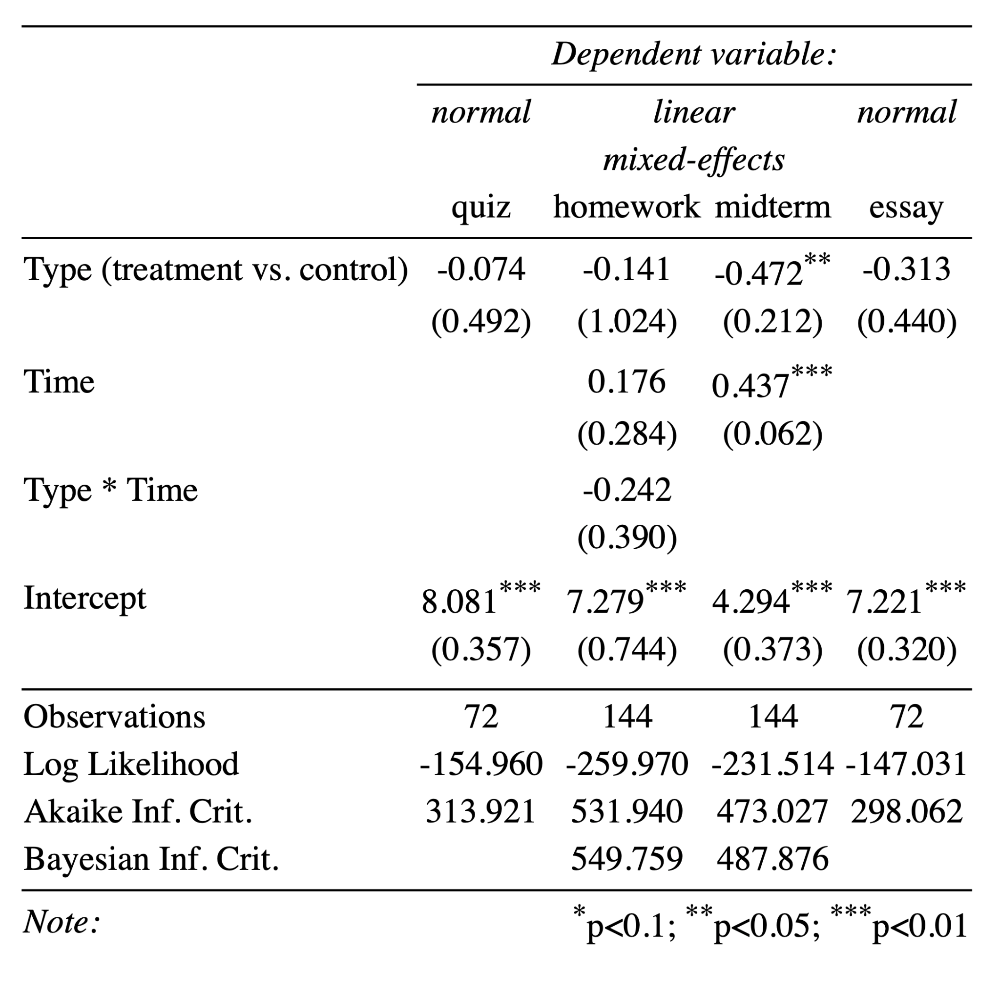 Dependent variable:
normal linear normal
mixed-effects
quiz homework midterm essay
Type (treatment vs. control) -0.074 -0.141 -0.472** -0.313
(0.492) (1.024) (0.212) (0.440)
Time 0.176 0.437***
(0.284) (0.062)
Type * Time -0.242
(0.390)
Intercept 8.081*** 7.279*** 4.294*** 7.221***
(0.357) (0.744) (0.373) (0.320)
Observations 72 144 144 72
Log Likelihood -154.960 -259.970 -231.514 -147.031
Akaike Inf. Crit. 313.921 531.940 473.027 298.062
Bayesian Inf. Crit. 549.759 487.876
Note: *p<0.1; **p<0.05; ***p<0.01